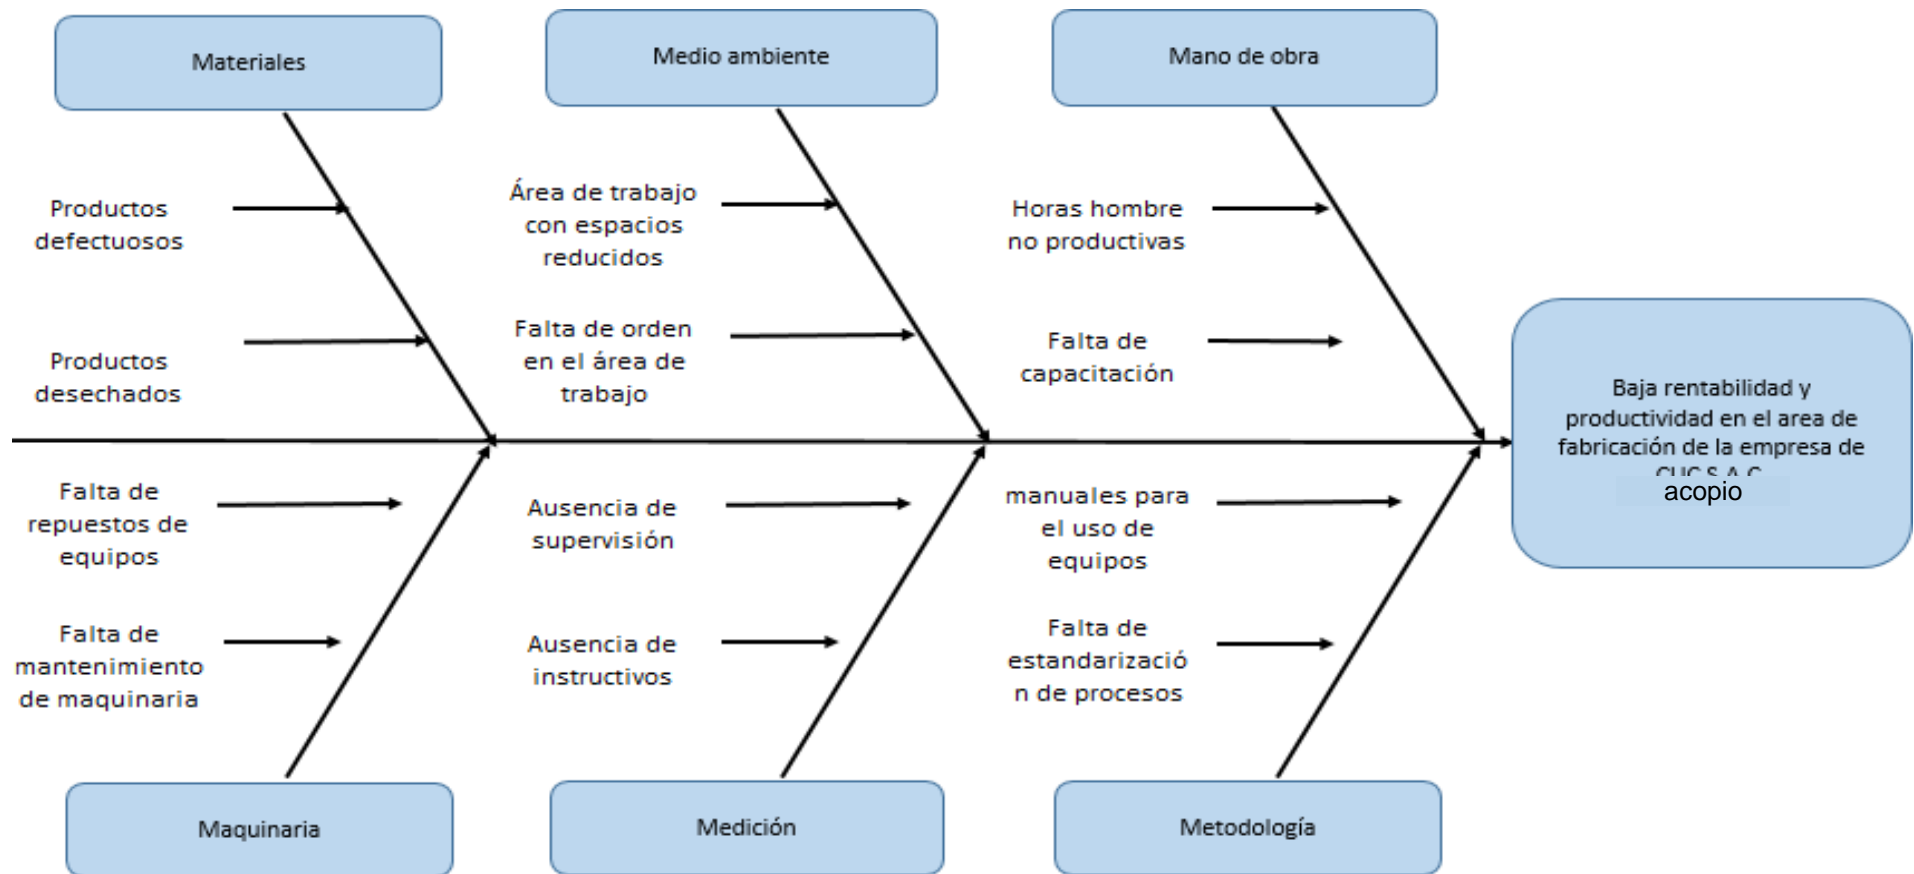 Materiales
Medio ambiente
Mano de obra
Productos
defectuosos
Área de trabajo
con espacios
reducidos
Horas hombre
no productivas
Productos
desechados
Falta de orden
en el área de
trabajo
Falta de
capacitación
Baja rentabilidad y
productividad en el area de
fabricación de la empresa de
acopio
Falta de
repuestos de
equipos
Ausencia de
supervisión
manuales para
el uso de
equipos
Falta de
mantenimiento
de maquinaria
Ausencia de
instructivos
Falta de
estandarizació
n de procesos
Maquinaria
Medición
Metodología